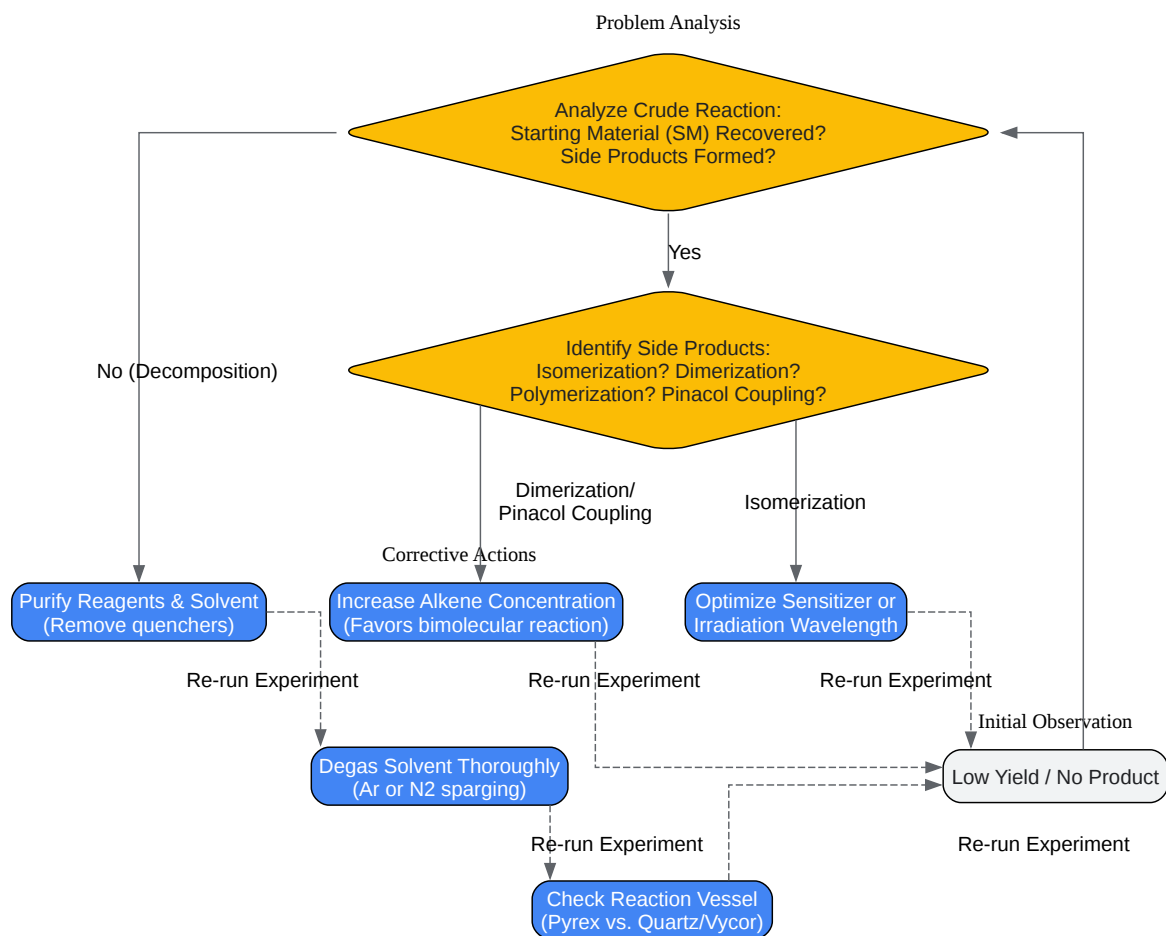 Problem Analysis
Analyze Crude Reaction:
Starting Material (SM) Recovered?
Side Products Formed?
Yes
No (Decomposition)
Identify Side Products:
Isomerization? Dimerization?
Polymerization? Pinacol Coupling?
Dimerization/
Pinacol Coupling
Isomerization
Corrective Actions
Purify Reagents & Solvent
(Remove quenchers)
Increase Alkene Concentration
(Favors bimolecular reaction)
Optimize Sensitizer or
Irradiation Wavelength
Re-run Experiment
Re-run Experiment
Re-run Experiment
Initial Observation
Degas Solvent Thoroughly
(Ar or N2 sparging)
Low Yield / No Product
Re-run Experiment
Re-run Experiment
Check Reaction Vessel
(Pyrex vs. Quartz/Vycor)